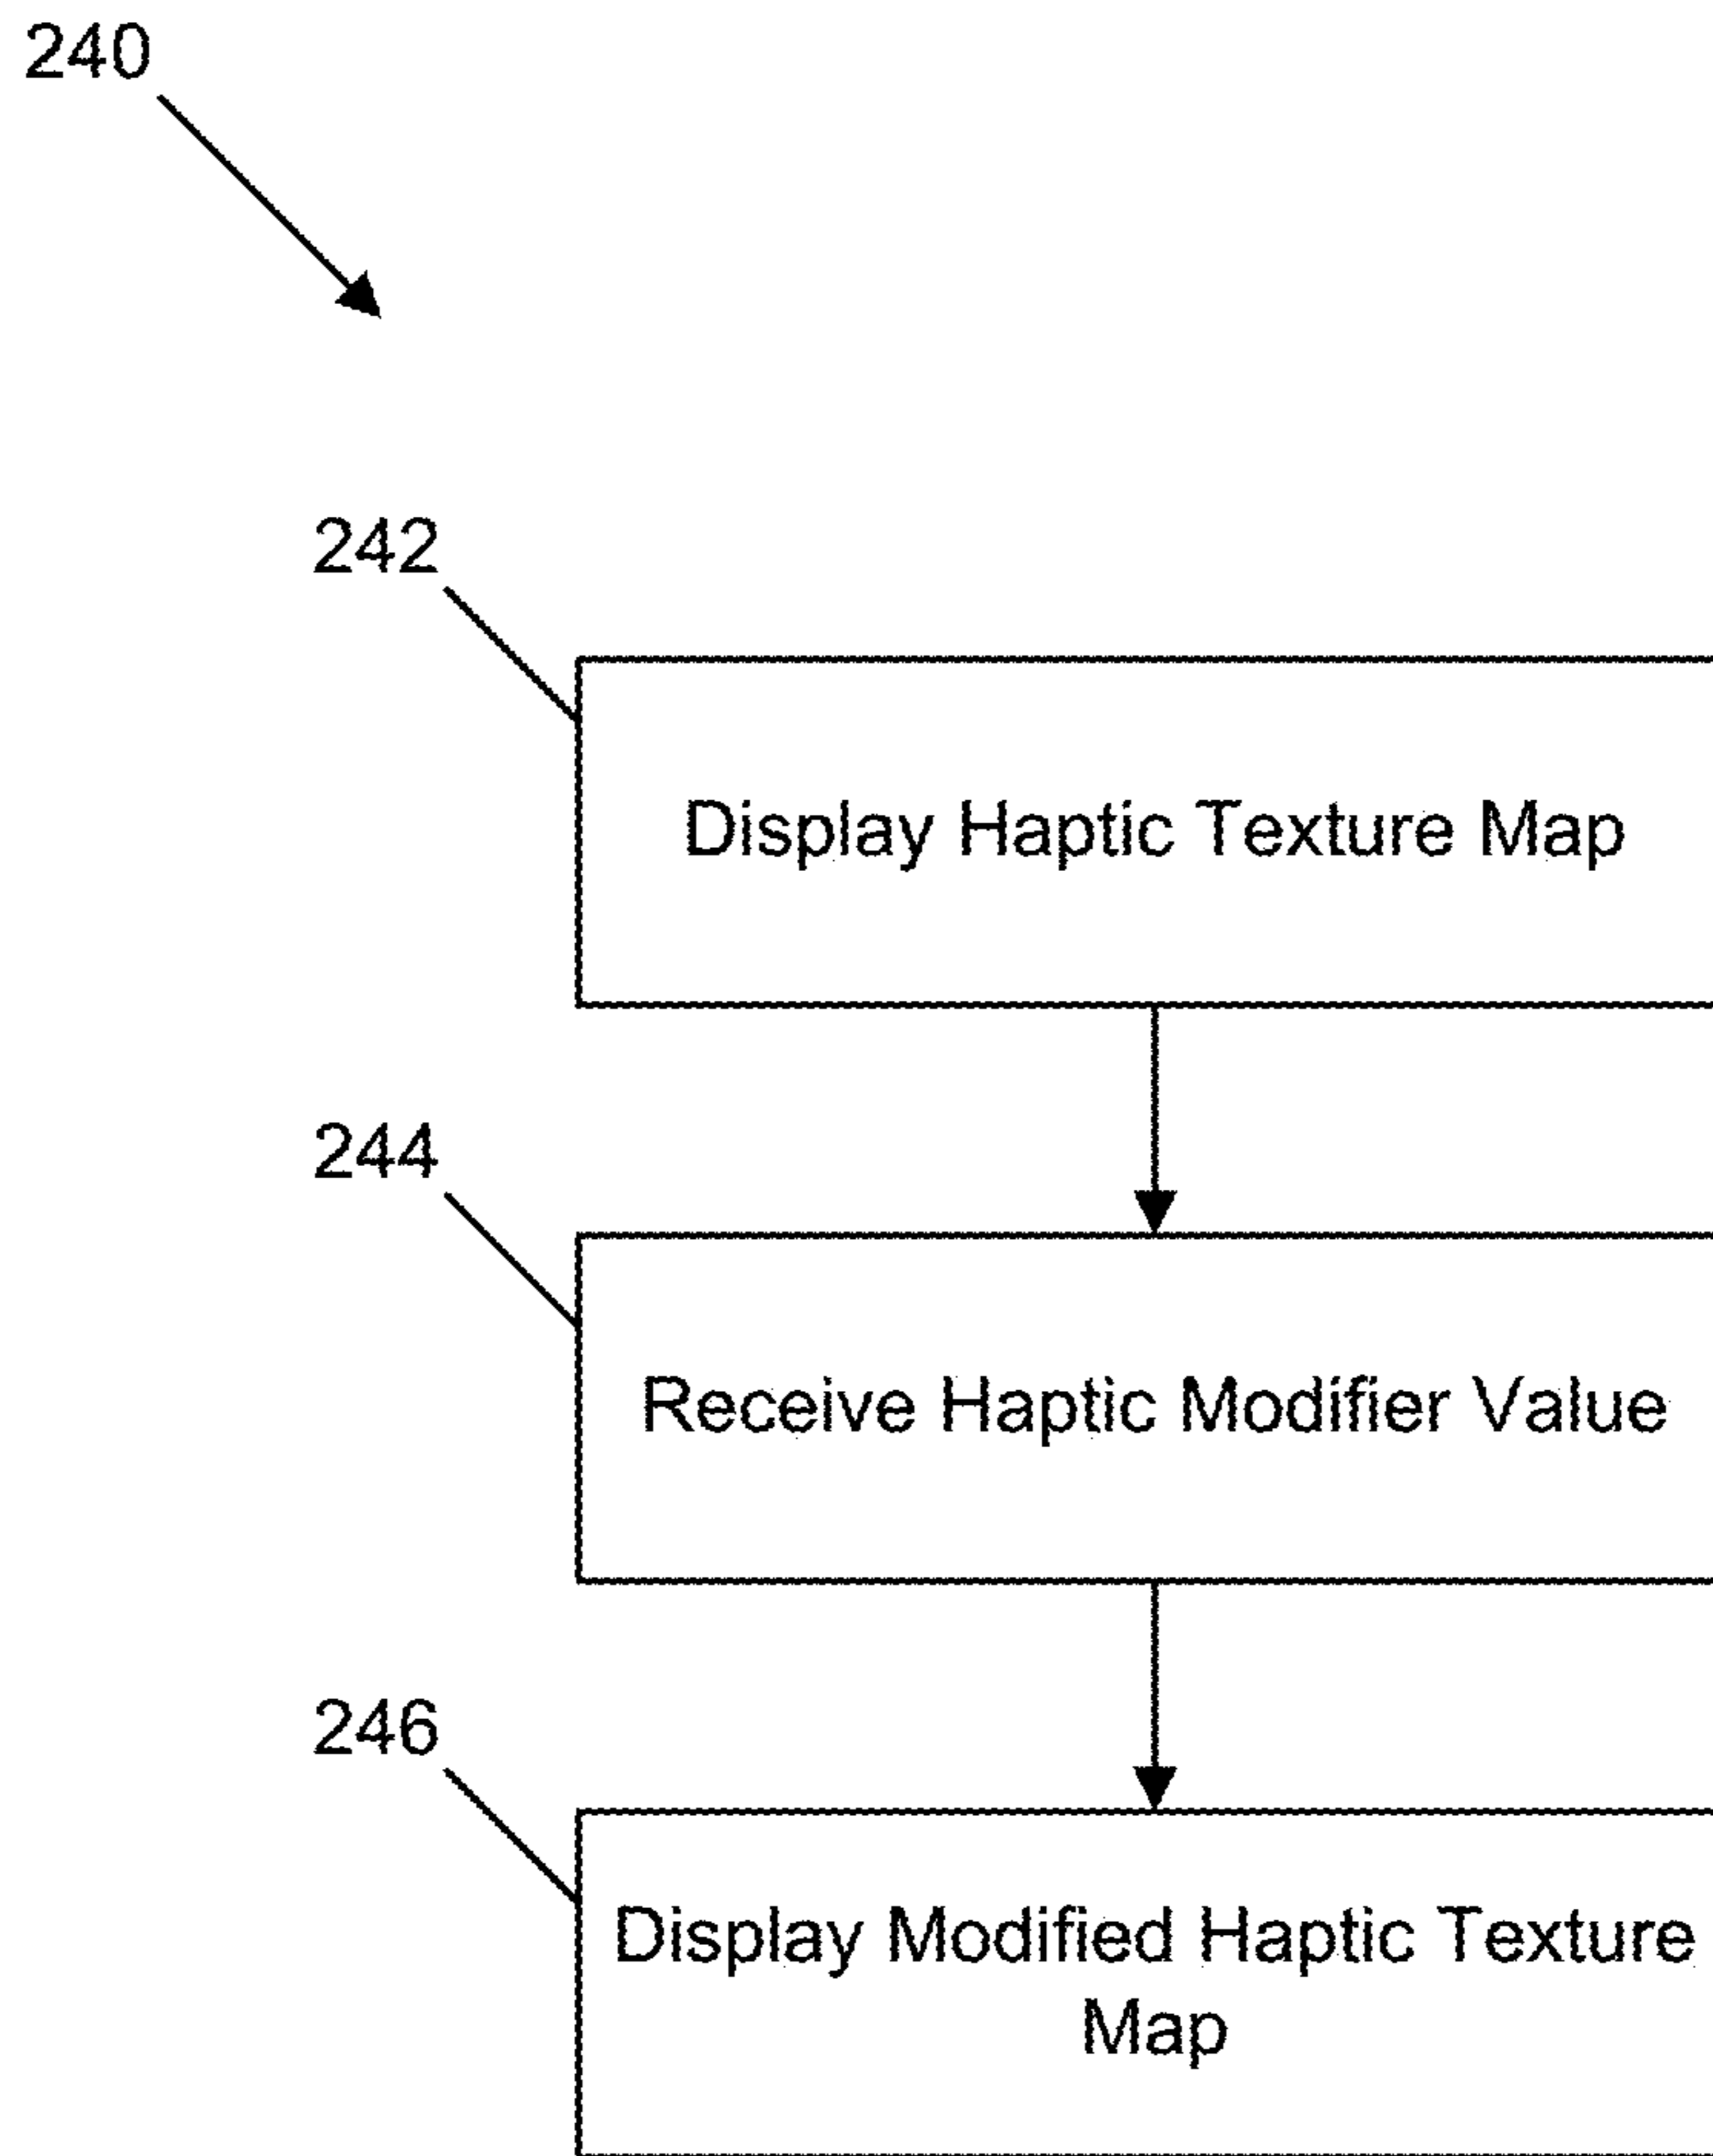 240
242
Display Haptic Texture Map
244
Receive Haptic Modifier Value
246
Display Modified Haptic Texture
Map